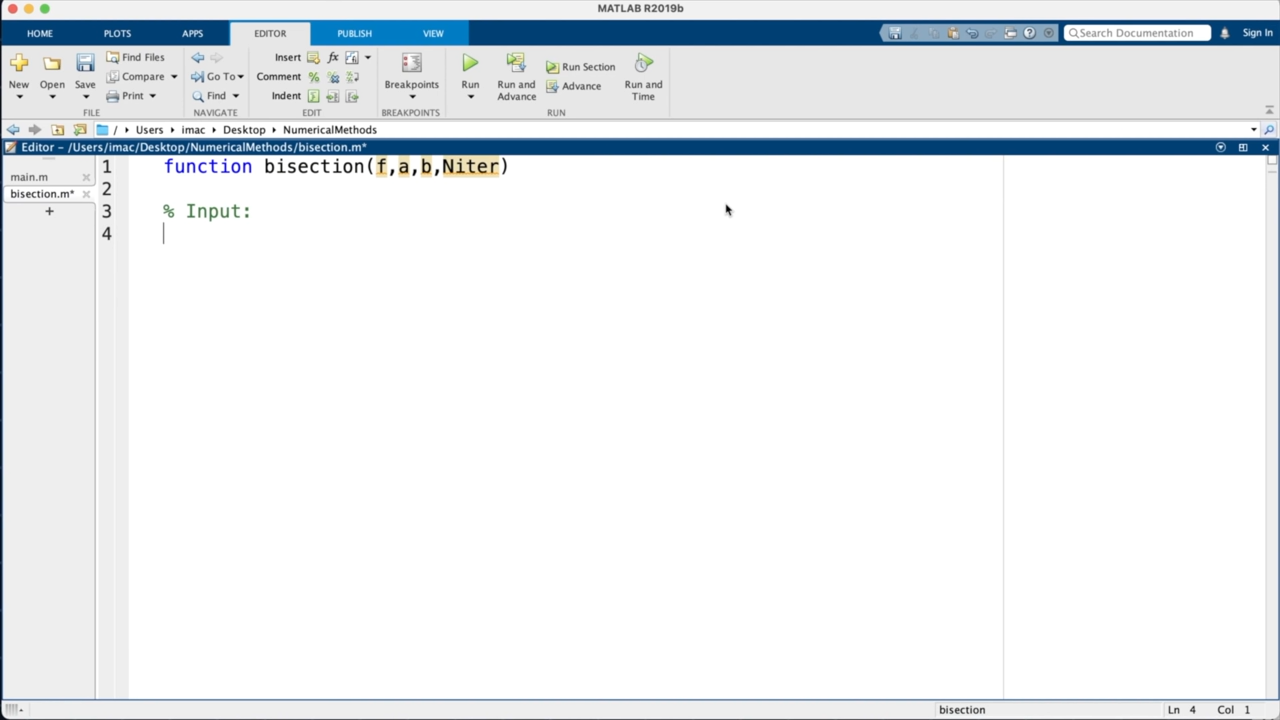 MATLAB R2019b
HOME PLOTS APPS EDITOR PUBLISH VIEW Search Documentation Sign In
New Open Save Find Files Compare Print Go To Find Insert fx Comment % Indent Breakpoints Run Run and Advance Run Section Advance Run and Time
FILE NAVIGATE EDIT BREAKPOINTS RUN
/ Users imac Desktop NumericalMethods
Editor – /Users/imac/Desktop/NumericalMethods/bisection.m*
main.m
bisection.m*
+
1 function bisection(f,a,b,Niter)
2
3 % Input:
4
bisection Ln 4 Col 1